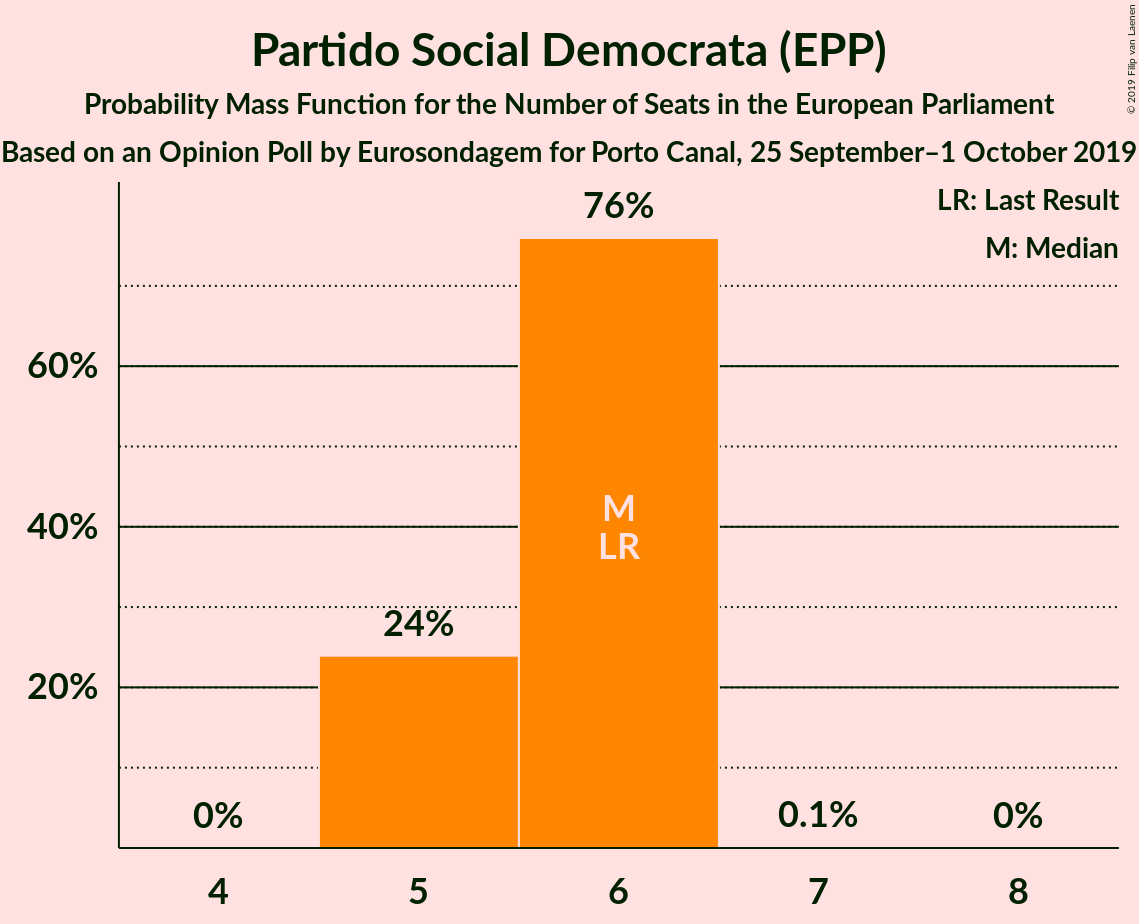 Partido Social Democrata (EPP)
Probability Mass Function for the Number of Seats in the European Parliament
Based on an Opinion Poll by Eurosondagem for Porto Canal, 25 September–1 October 2019
© 2019 Filip van Laenen
LR: Last Result
M: Median
76%
60%
40%
20%
M
LR
24%
0%
0.1%
0%
4 5 6 7 8